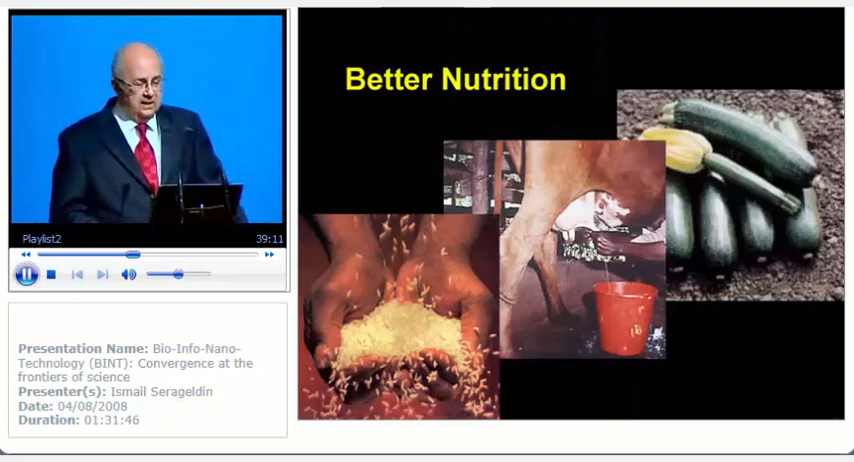 Better Nutrition
Playlist2 39:11
Presentation Name: Bio-Info-Nano-
Technology (BINT): Convergence at the
frontiers of science
Presenter(s): Ismail Serageldin
Date: 04/08/2008
Duration: 01:31:46